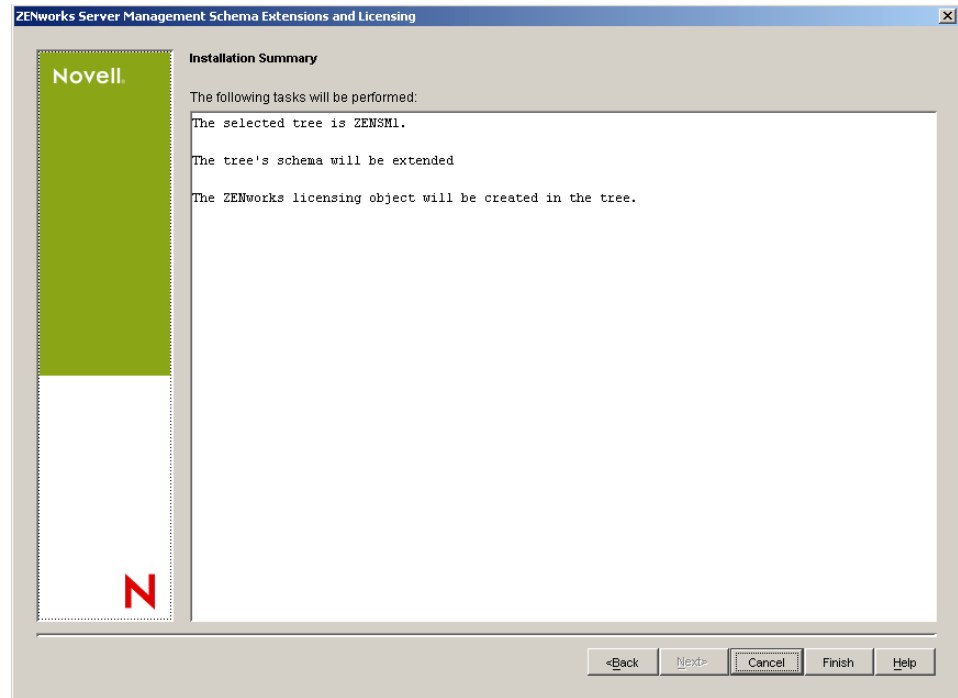 ZENworks Server Management Schema Extensions and Licensing
Novell.
Installation Summary
The following tasks will be performed:
The selected tree is ZENSM1.
The tree's schema will be extended
The ZENworks licensing object will be created in the tree.
N
<Back
Next>
Cancel
Finish
Help